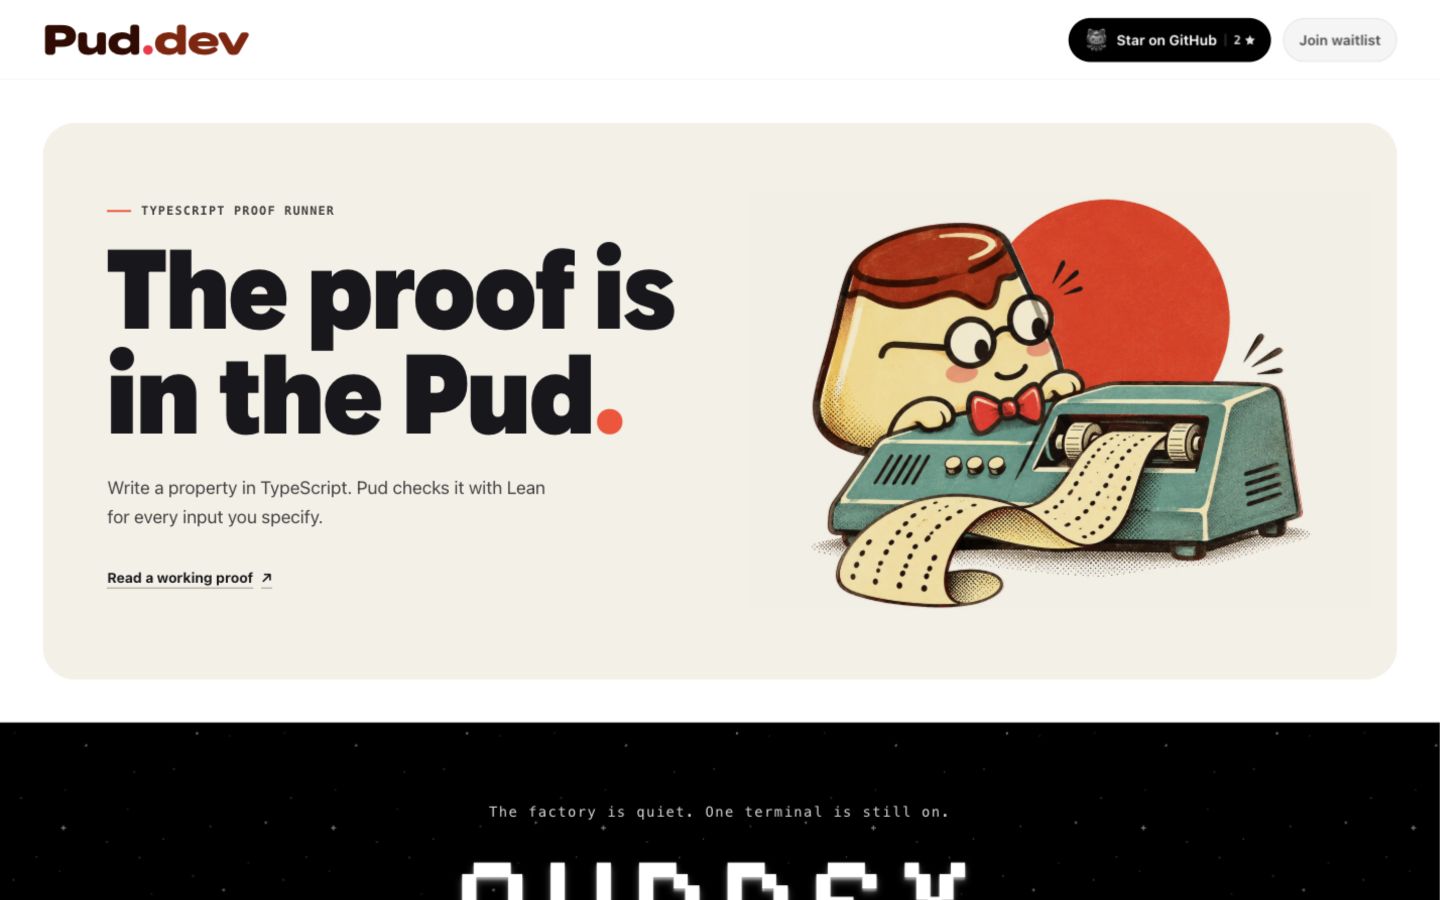 Pud.dev
Star on GitHub 2 ★
Join waitlist
TYPESCRIPT PROOF RUNNER
The proof is
in the Pud.
Write a property in TypeScript. Pud checks it with Lean
for every input you specify.
Read a working proof ↗
The factory is quiet. One terminal is still on.